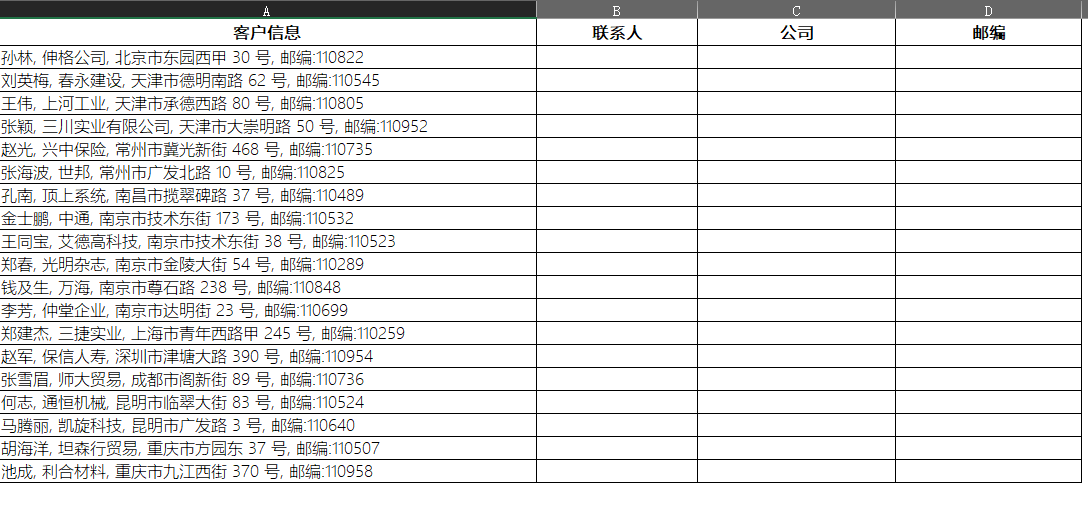 A B C D
客户信息 联系人 公司 邮编
孙林, 伸格公司, 北京市东园西甲 30 号, 邮编:110822
刘英梅, 春永建设, 天津市德明南路 62 号, 邮编:110545
王伟, 上河工业, 天津市承德西路 80 号, 邮编:110805
张颖, 三川实业有限公司, 天津市大崇明路 50 号, 邮编:110952
赵光, 兴中保险, 常州市冀光新街 468 号, 邮编:110735
张海波, 世邦, 常州市广发北路 10 号, 邮编:110825
孔南, 顶上系统, 南昌市揽翠碑路 37 号, 邮编:110489
金士鹏, 中通, 南京市技术东街 173 号, 邮编:110532
王同宝, 艾德高科技, 南京市技术东街 38 号, 邮编:110523
郑春, 光明杂志, 南京市金陵大街 54 号, 邮编:110289
钱及生, 万海, 南京市尊石路 238 号, 邮编:110848
李芳, 仲堂企业, 南京市达明街 23 号, 邮编:110699
郑建杰, 三捷实业, 上海市青年西路甲 245 号, 邮编:110259
赵军, 保信人寿, 深圳市津塘大路 390 号, 邮编:110954
张雪眉, 师大贸易, 成都市阁新街 89 号, 邮编:110736
何志, 通恒机械, 昆明市临翠大街 83 号, 邮编:110524
马腾丽, 凯旋科技, 昆明市广发路 3 号, 邮编:110640
胡海洋, 坦森行贸易, 重庆市方园东 37 号, 邮编:110507
池成, 利合材料, 重庆市九江西街 370 号, 邮编:110958